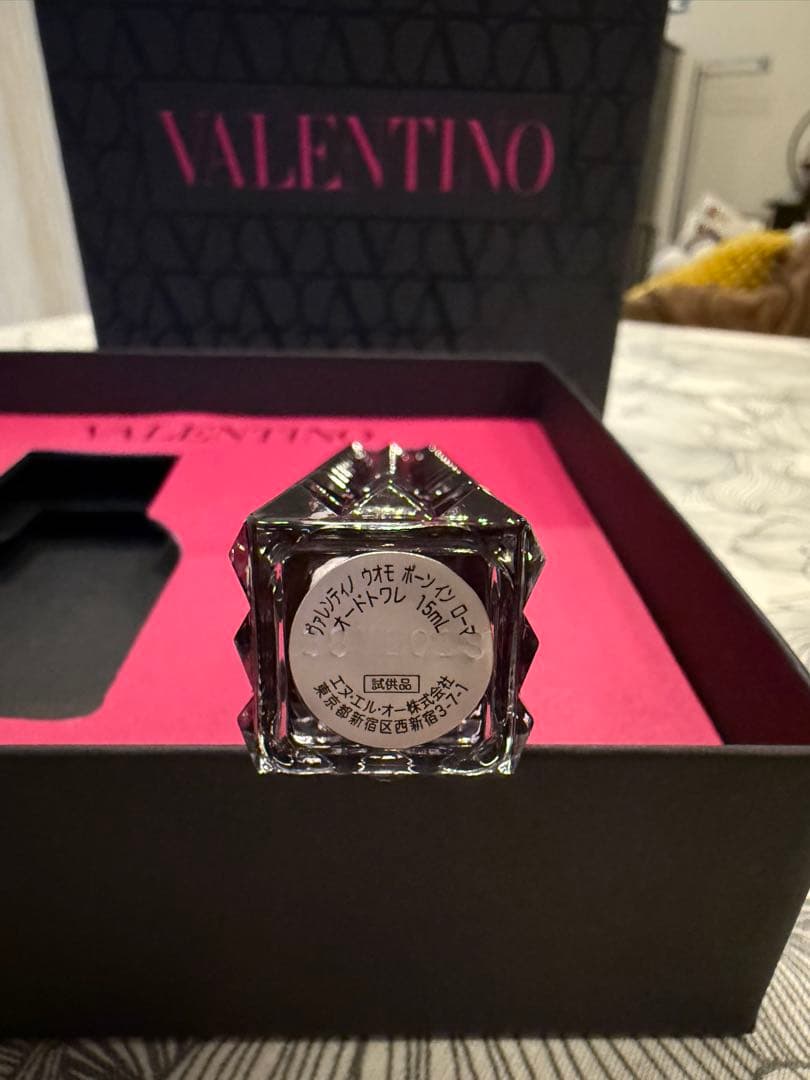 VALENTINO
VALENTINO
ヴァレンティノ ウオモ ボーン イン ローマ
オードトワレ 15mL
試供品
エヌ・エル・オー株式会社
東京都新宿区西新宿3-7-1